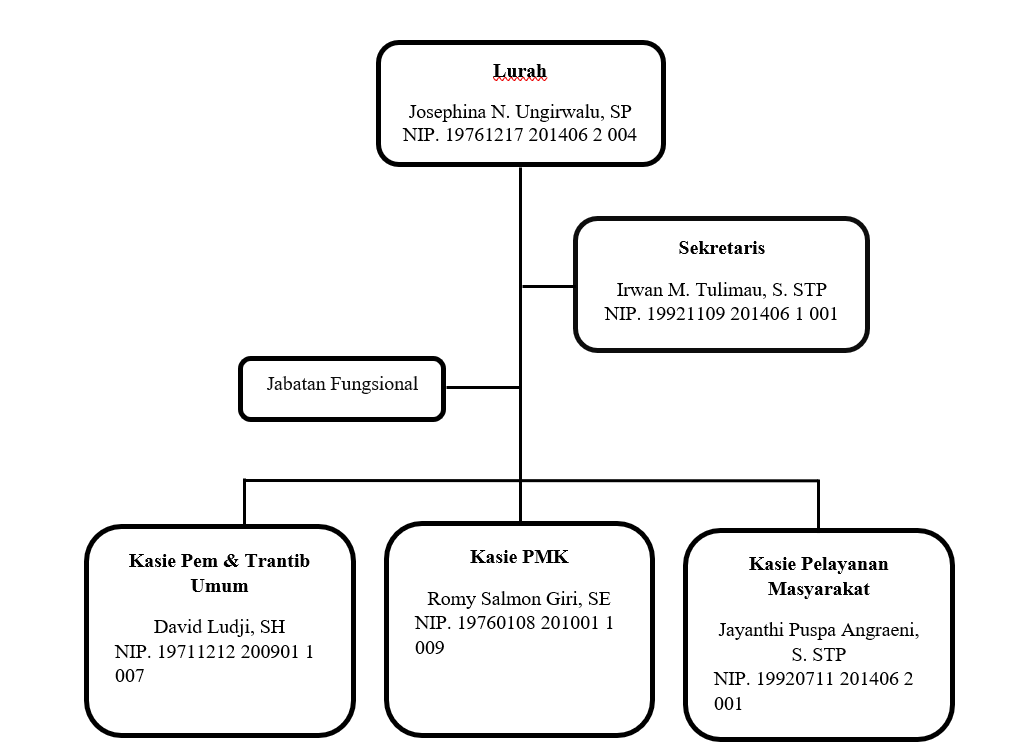 Lurah
Josephina N. Ungirwalu, SP
NIP. 19761217 201406 2 004
Sekretaris
Irwan M. Tulimau, S. STP
NIP. 19921109 201406 1 001
Jabatan Fungsional
Kasie Pem & Trantib
Umum
David Ludji, SH
NIP. 19711212 200901 1
007
Kasie PMK
Romy Salmon Giri, SE
NIP. 19760108 201001 1
009
Kasie Pelayanan
Masyarakat
Jayanthi Puspa Angraeni,
S. STP
NIP. 19920711 201406 2
001